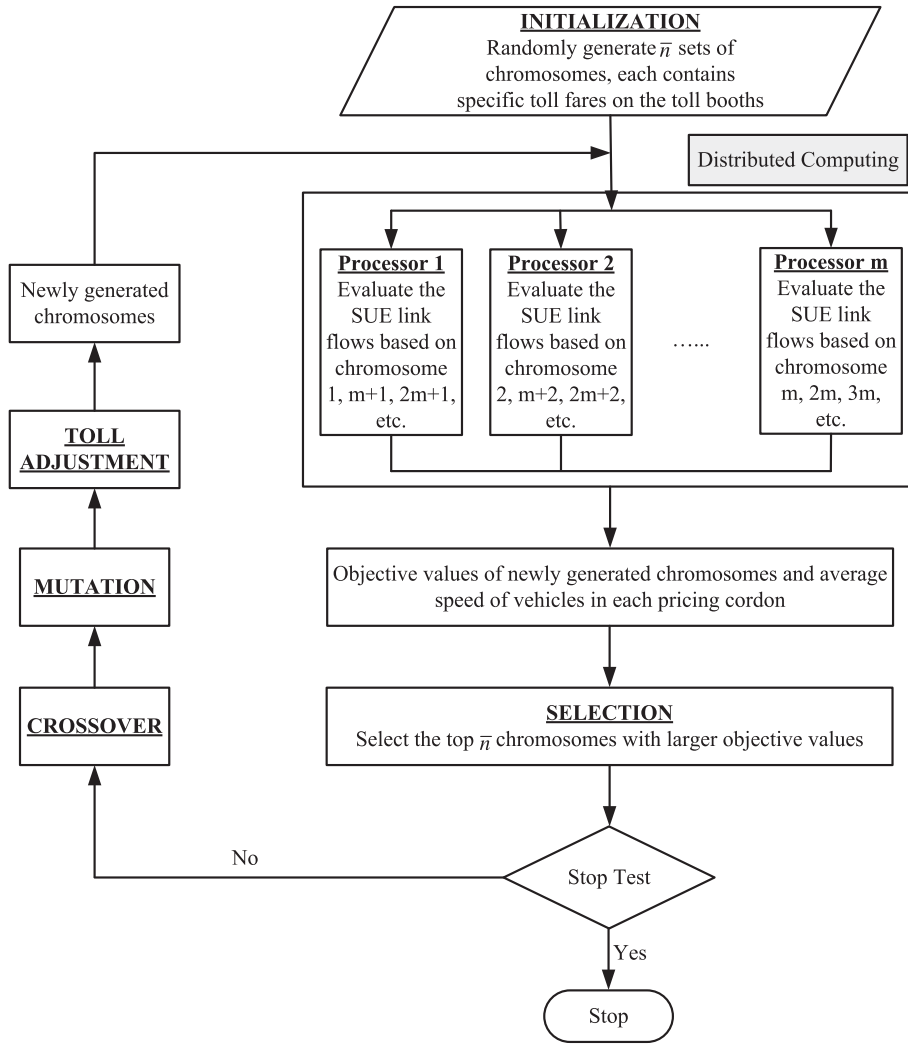 INITIALIZATION
Randomly generate n̅ sets of
chromosomes, each contains
specific toll fares on the toll booths
Distributed Computing
Processor 1
Evaluate the
SUE link
flows based on
chromosome
1, m+1, 2m+1,
etc.
Processor 2
Evaluate the
SUE link
flows based on
chromosome
2, m+2, 2m+2,
etc.
…...
Processor m
Evaluate the
SUE link
flows based on
chromosome
m, 2m, 3m,
etc.
Objective values of newly generated chromosomes and average
speed of vehicles in each pricing cordon
SELECTION
Select the top n̅ chromosomes with larger objective values
Stop Test
Yes
Stop
No
CROSSOVER
MUTATION
TOLL
ADJUSTMENT
Newly generated
chromosomes